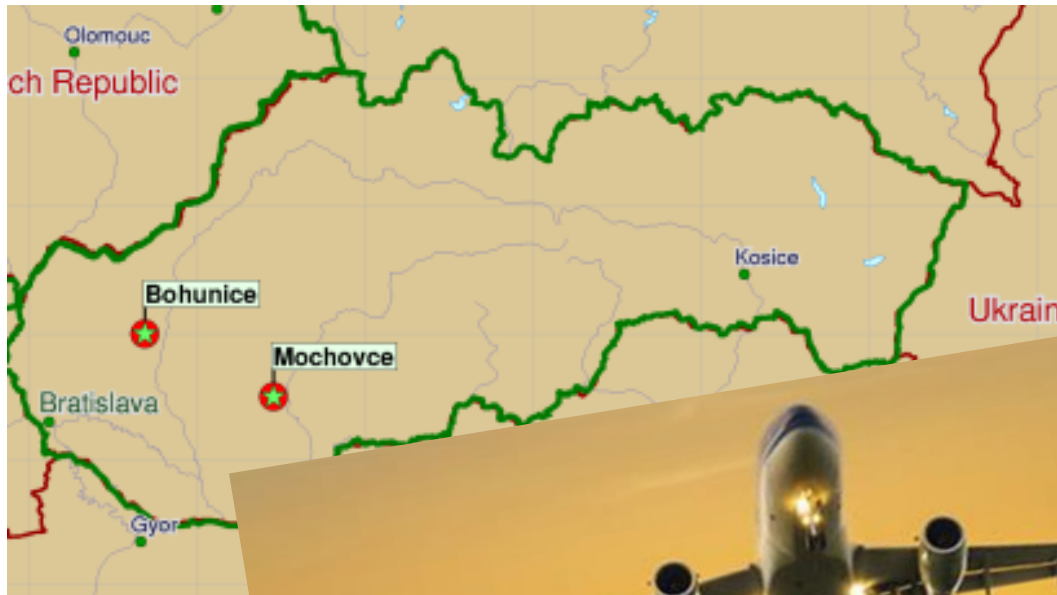 Olomouc
ch Republic
Kosice
Bohunice
Ukrain
Mochovce
Bratislava
Gyor